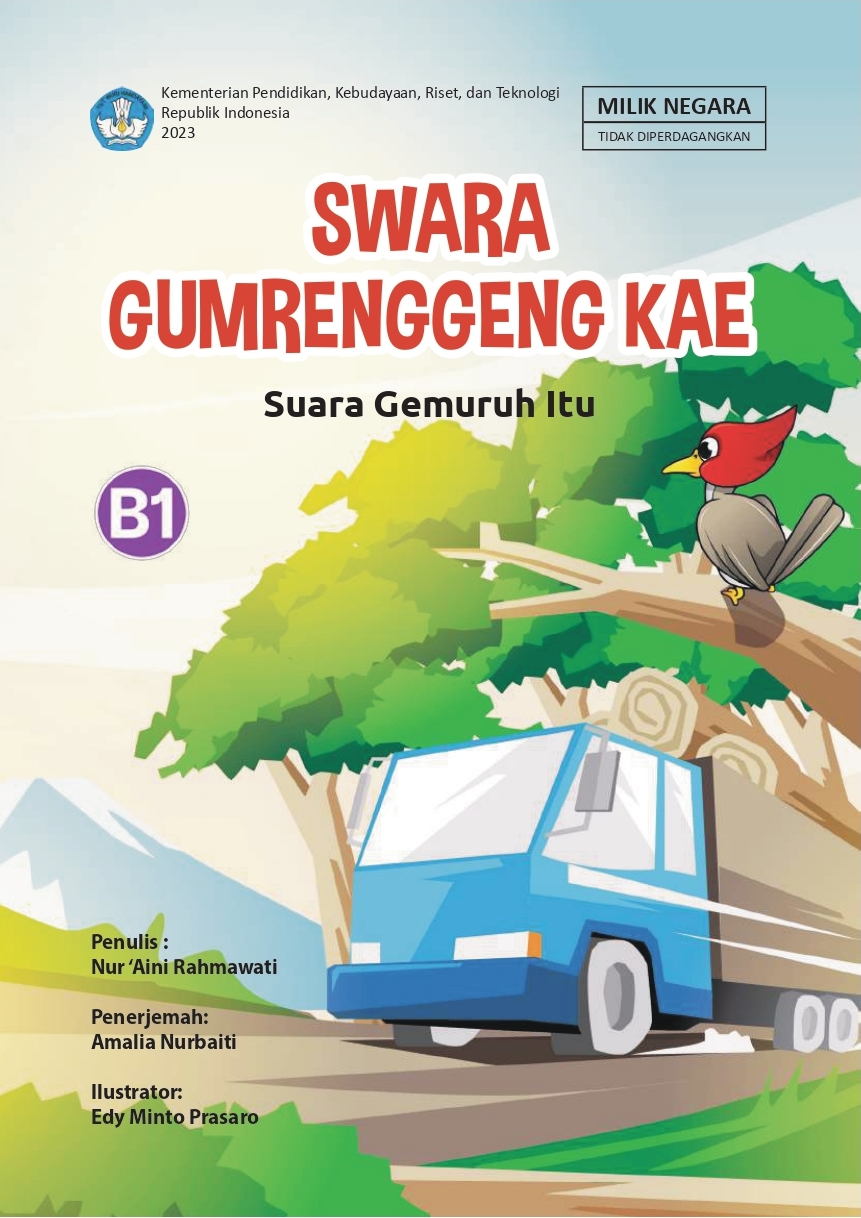 Kementerian Pendidikan, Kebudayaan, Riset, dan Teknologi
Republik Indonesia
2023
MILIK NEGARA
TIDAK DIPERDAGANGKAN
SWARA
GUMRENGGENG KAE
Suara Gemuruh Itu
B1
Penulis :
Nur ‘Aini Rahmawati
Penerjemah:
Amalia Nurbaiti
Ilustrator:
Edy Minto Prasaro